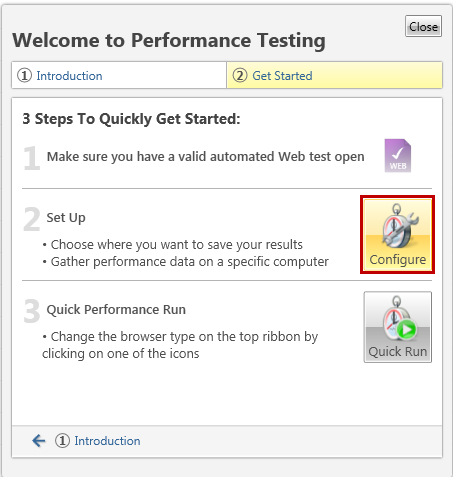 Close
Welcome to Performance Testing
1 Introduction
2 Get Started
3 Steps To Quickly Get Started:
1 Make sure you have a valid automated Web test open
WEB
2 Set Up
• Choose where you want to save your results
• Gather performance data on a specific computer
Configure
3 Quick Performance Run
• Change the browser type on the top ribbon by
clicking on one of the icons
Quick Run
1 Introduction